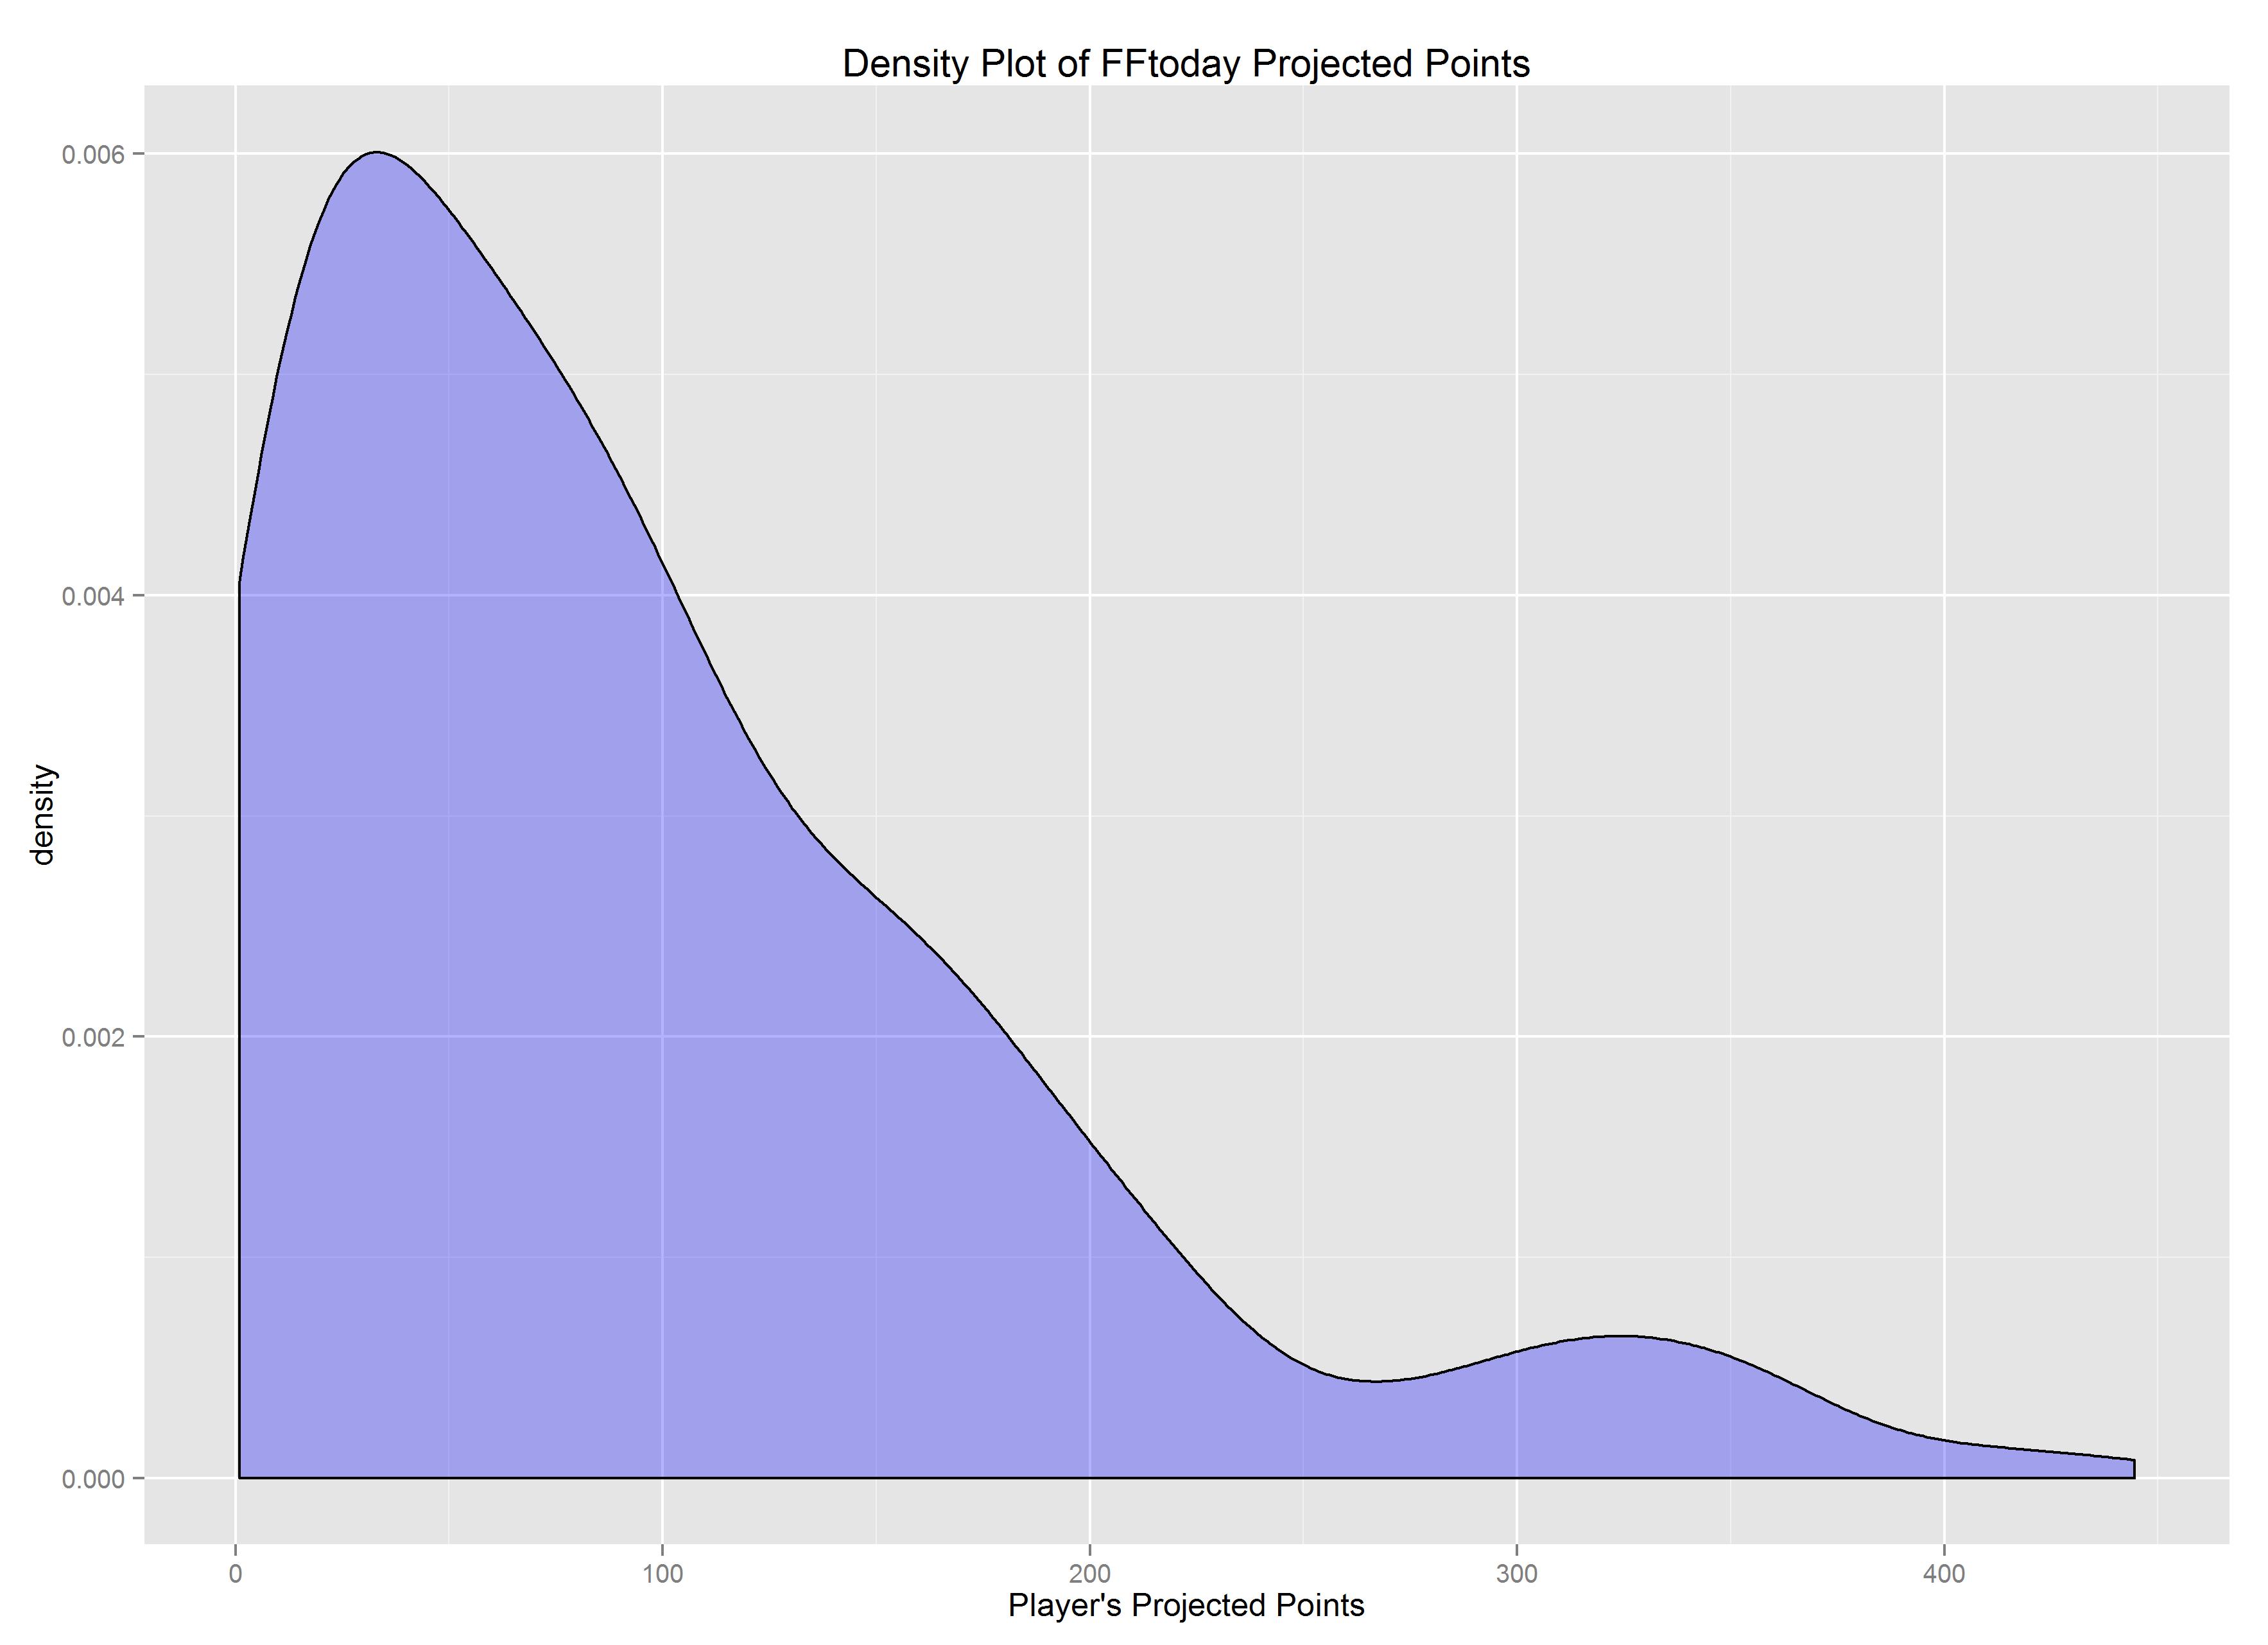 Density Plot of FFtoday Projected Points
0.006
0.004
0.002
0.000
density
0 100 200 300 400
Player's Projected Points